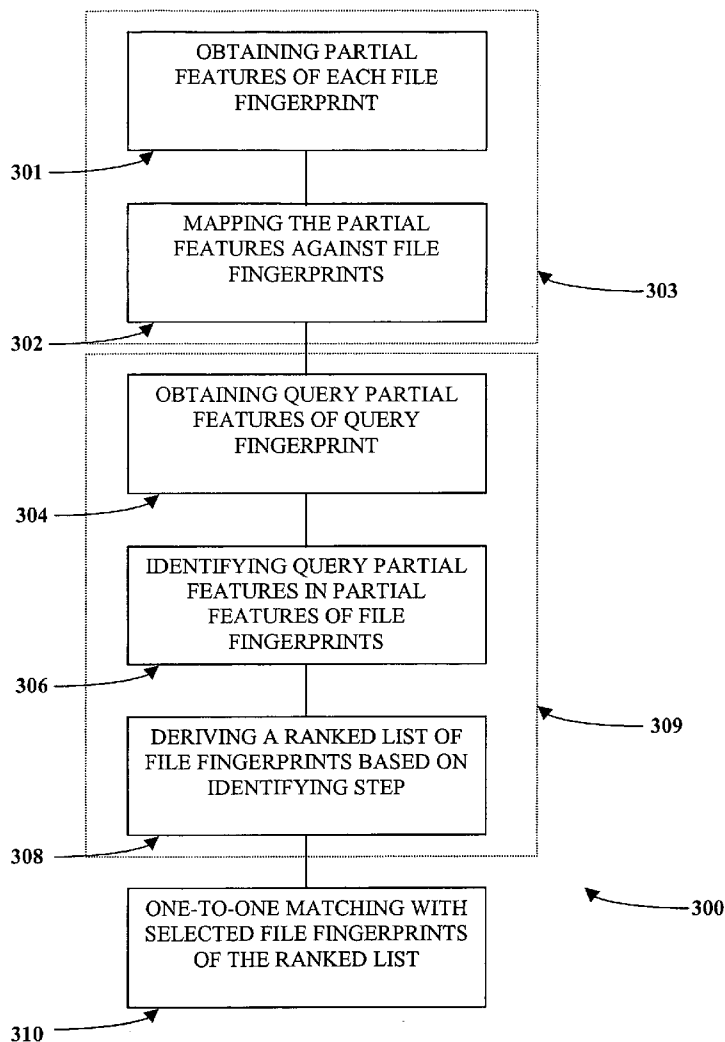 OBTAINING PARTIAL
FEATURES OF EACH FILE
FINGERPRINT
301
MAPPING THE PARTIAL
FEATURES AGAINST FILE
FINGERPRINTS
303
302
OBTAINING QUERY PARTIAL
FEATURES OF QUERY
FINGERPRINT
304
IDENTIFYING QUERY PARTIAL
FEATURES IN PARTIAL
FEATURES OF FILE
FINGERPRINTS
306
309
DERIVING A RANKED LIST OF
FILE FINGERPRINTS BASED ON
IDENTIFYING STEP
308
ONE-TO-ONE MATCHING WITH
SELECTED FILE FINGERPRINTS
OF THE RANKED LIST
300
310